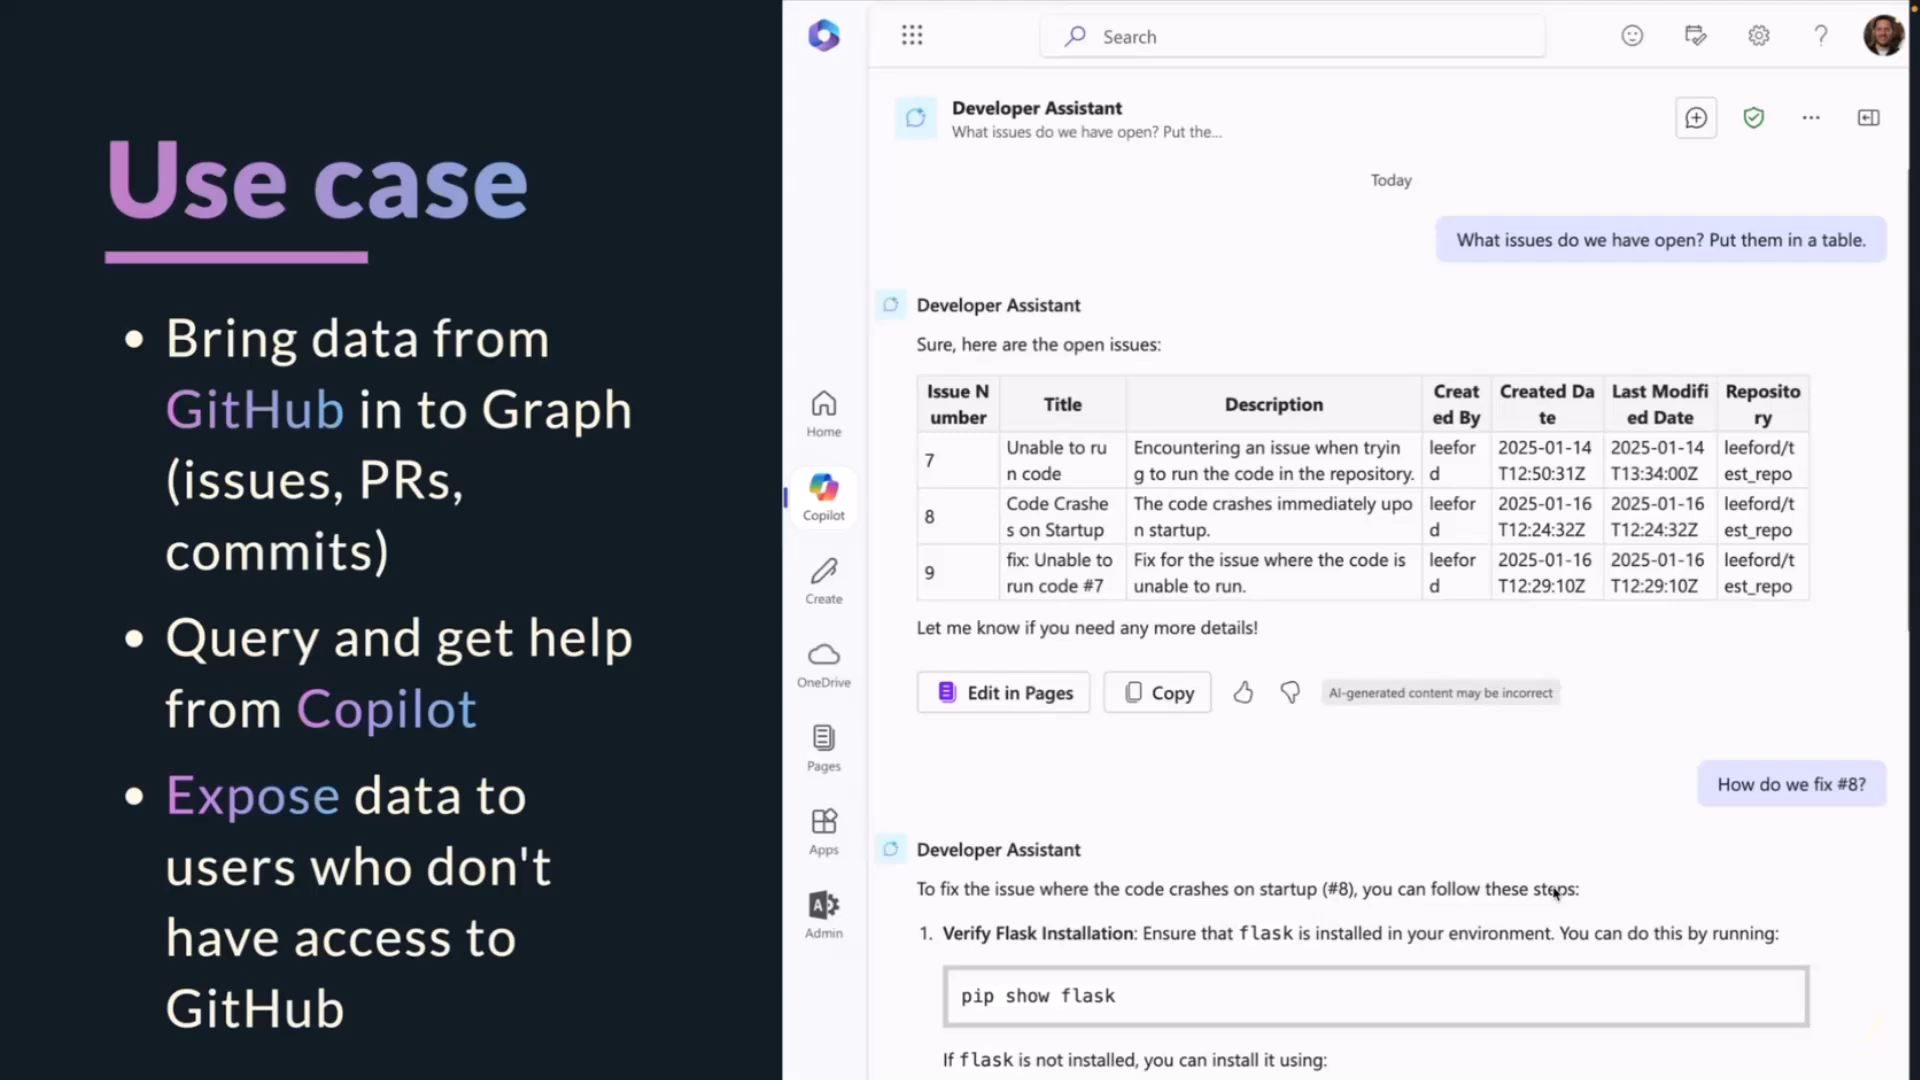 Use case
• Bring data from
GitHub in to Graph
(issues, PRs,
commits)
• Query and get help
from Copilot
• Expose data to
users who don't
have access to
GitHub
Search
Developer Assistant
What issues do we have open? Put the...
Today
What issues do we have open? Put them in a table.
Developer Assistant
Sure, here are the open issues:
Issue N
umber
Title
Description
Creat
ed By
Created Da
te
Last Modifi
ed Date
Reposito
ry
7
Unable to ru
n code
Encountering an issue when tryin
g to run the code in the repository.
leefor
d
2025-01-14
T12:50:31Z
2025-01-14
T13:34:00Z
leeford/t
est_repo
8
Code Crashe
s on Startup
The code crashes immediately upo
n startup.
leefor
d
2025-01-16
T12:24:32Z
2025-01-16
T12:24:32Z
leeford/t
est_repo
9
fix: Unable to
run code #7
Fix for the issue where the code is
unable to run.
leefor
d
2025-01-16
T12:29:10Z
2025-01-16
T12:29:10Z
leeford/t
est_repo
Let me know if you need any more details!
Edit in Pages
Copy
AI-generated content may be incorrect
How do we fix #8?
Developer Assistant
To fix the issue where the code crashes on startup (#8), you can follow these steps:
1. Verify Flask Installation: Ensure that flask is installed in your environment. You can do this by running:
pip show flask
If flask is not installed, you can install it using:
Home
Copilot
Create
OneDrive
Pages
Apps
Admin